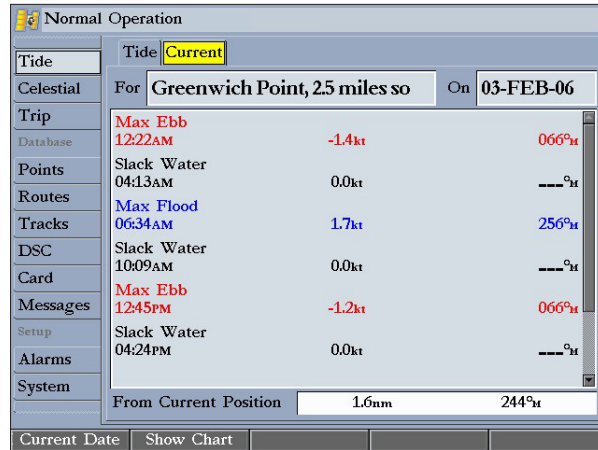 Normal Operation
Tide
Celestial
Trip
Database
Points
Routes
Tracks
DSC
Card
Messages
Setup
Alarms
System
Tide Current
For Greenwich Point, 2.5 miles so On 03-FEB-06
Max Ebb
12:22AM -1.4kt 066°M
Slack Water
04:13AM 0.0kt ___°M
Max Flood
06:34AM 1.7kt 256°M
Slack Water
10:09AM 0.0kt ___°M
Max Ebb
12:45PM -1.2kt 066°M
Slack Water
04:24PM 0.0kt ___°M
From Current Position 1.6nm 244°M
Current Date Show Chart